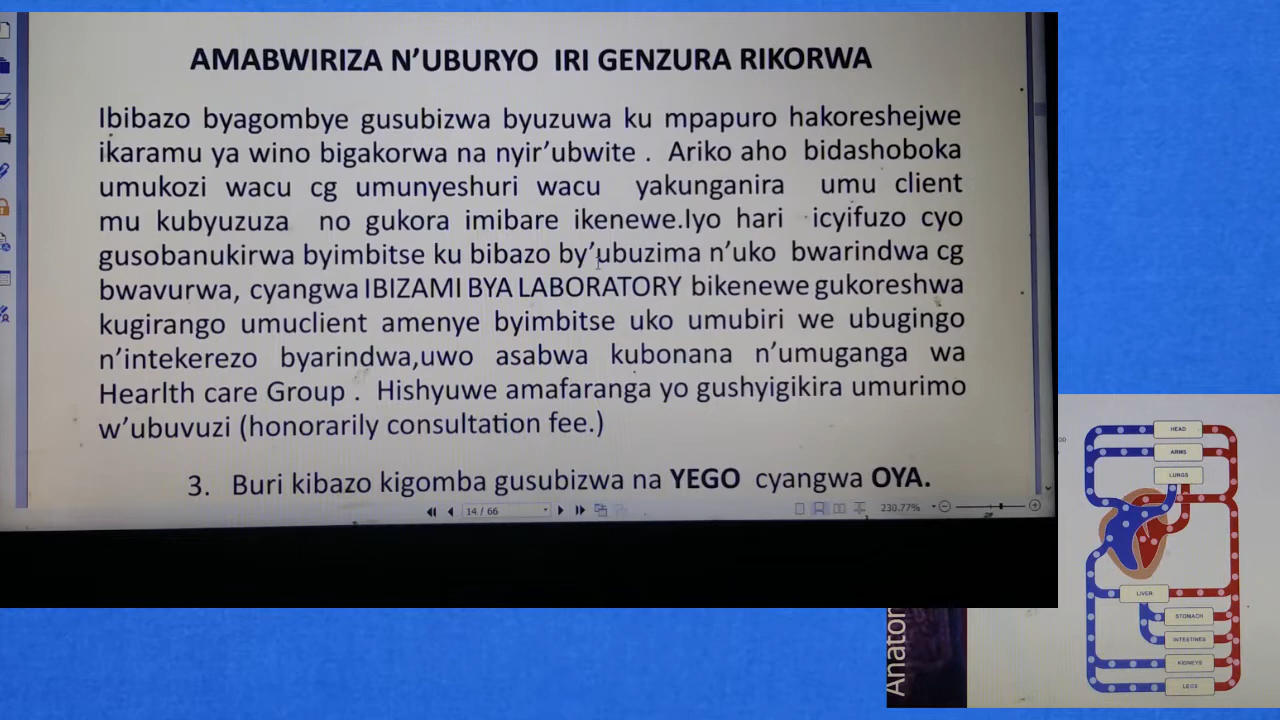 AMABWIRIZA N'UBURYO IRI GENZURA RIKORWA
Ibibazo byagombye gusubizwa byuzuwa ku mpapuro hakoreshejwe
ikaramu ya wino bigakorwa na nyir'ubwite . Ariko aho bidashoboka
umukozi wacu cg umunyeshuri wacu yakunganira umu client
mu kubyuzuza no gukora imibare ikenewe.Iyo hari icyifuzo cyo
gusobanukirwa byimbitse ku bibazo by'ubuzima n'uko bwarindwa cg
bwavurwa, cyangwa IBIZAMI BYA LABORATORY bikenewe gukoreshwa
kugirango umuclient amenye byimbitse uko umubiri we ubugingo
n'intekerezo byarindwa,uwo asabwa kubonana n'umuganga wa
Hearlth care Group . Hishyuwe amafaranga yo gushyigikira umurimo
w'ubuvuzi (honorarily consultation fee.)
3. Buri kibazo kigomba gusubizwa na YEGO cyangwa OYA.
14 / 66
230.77%
HEAD
ARMS
LUNGS
LIVER
STOMACH
INTESTINES
KIDNEYS
LEGS
Anaton